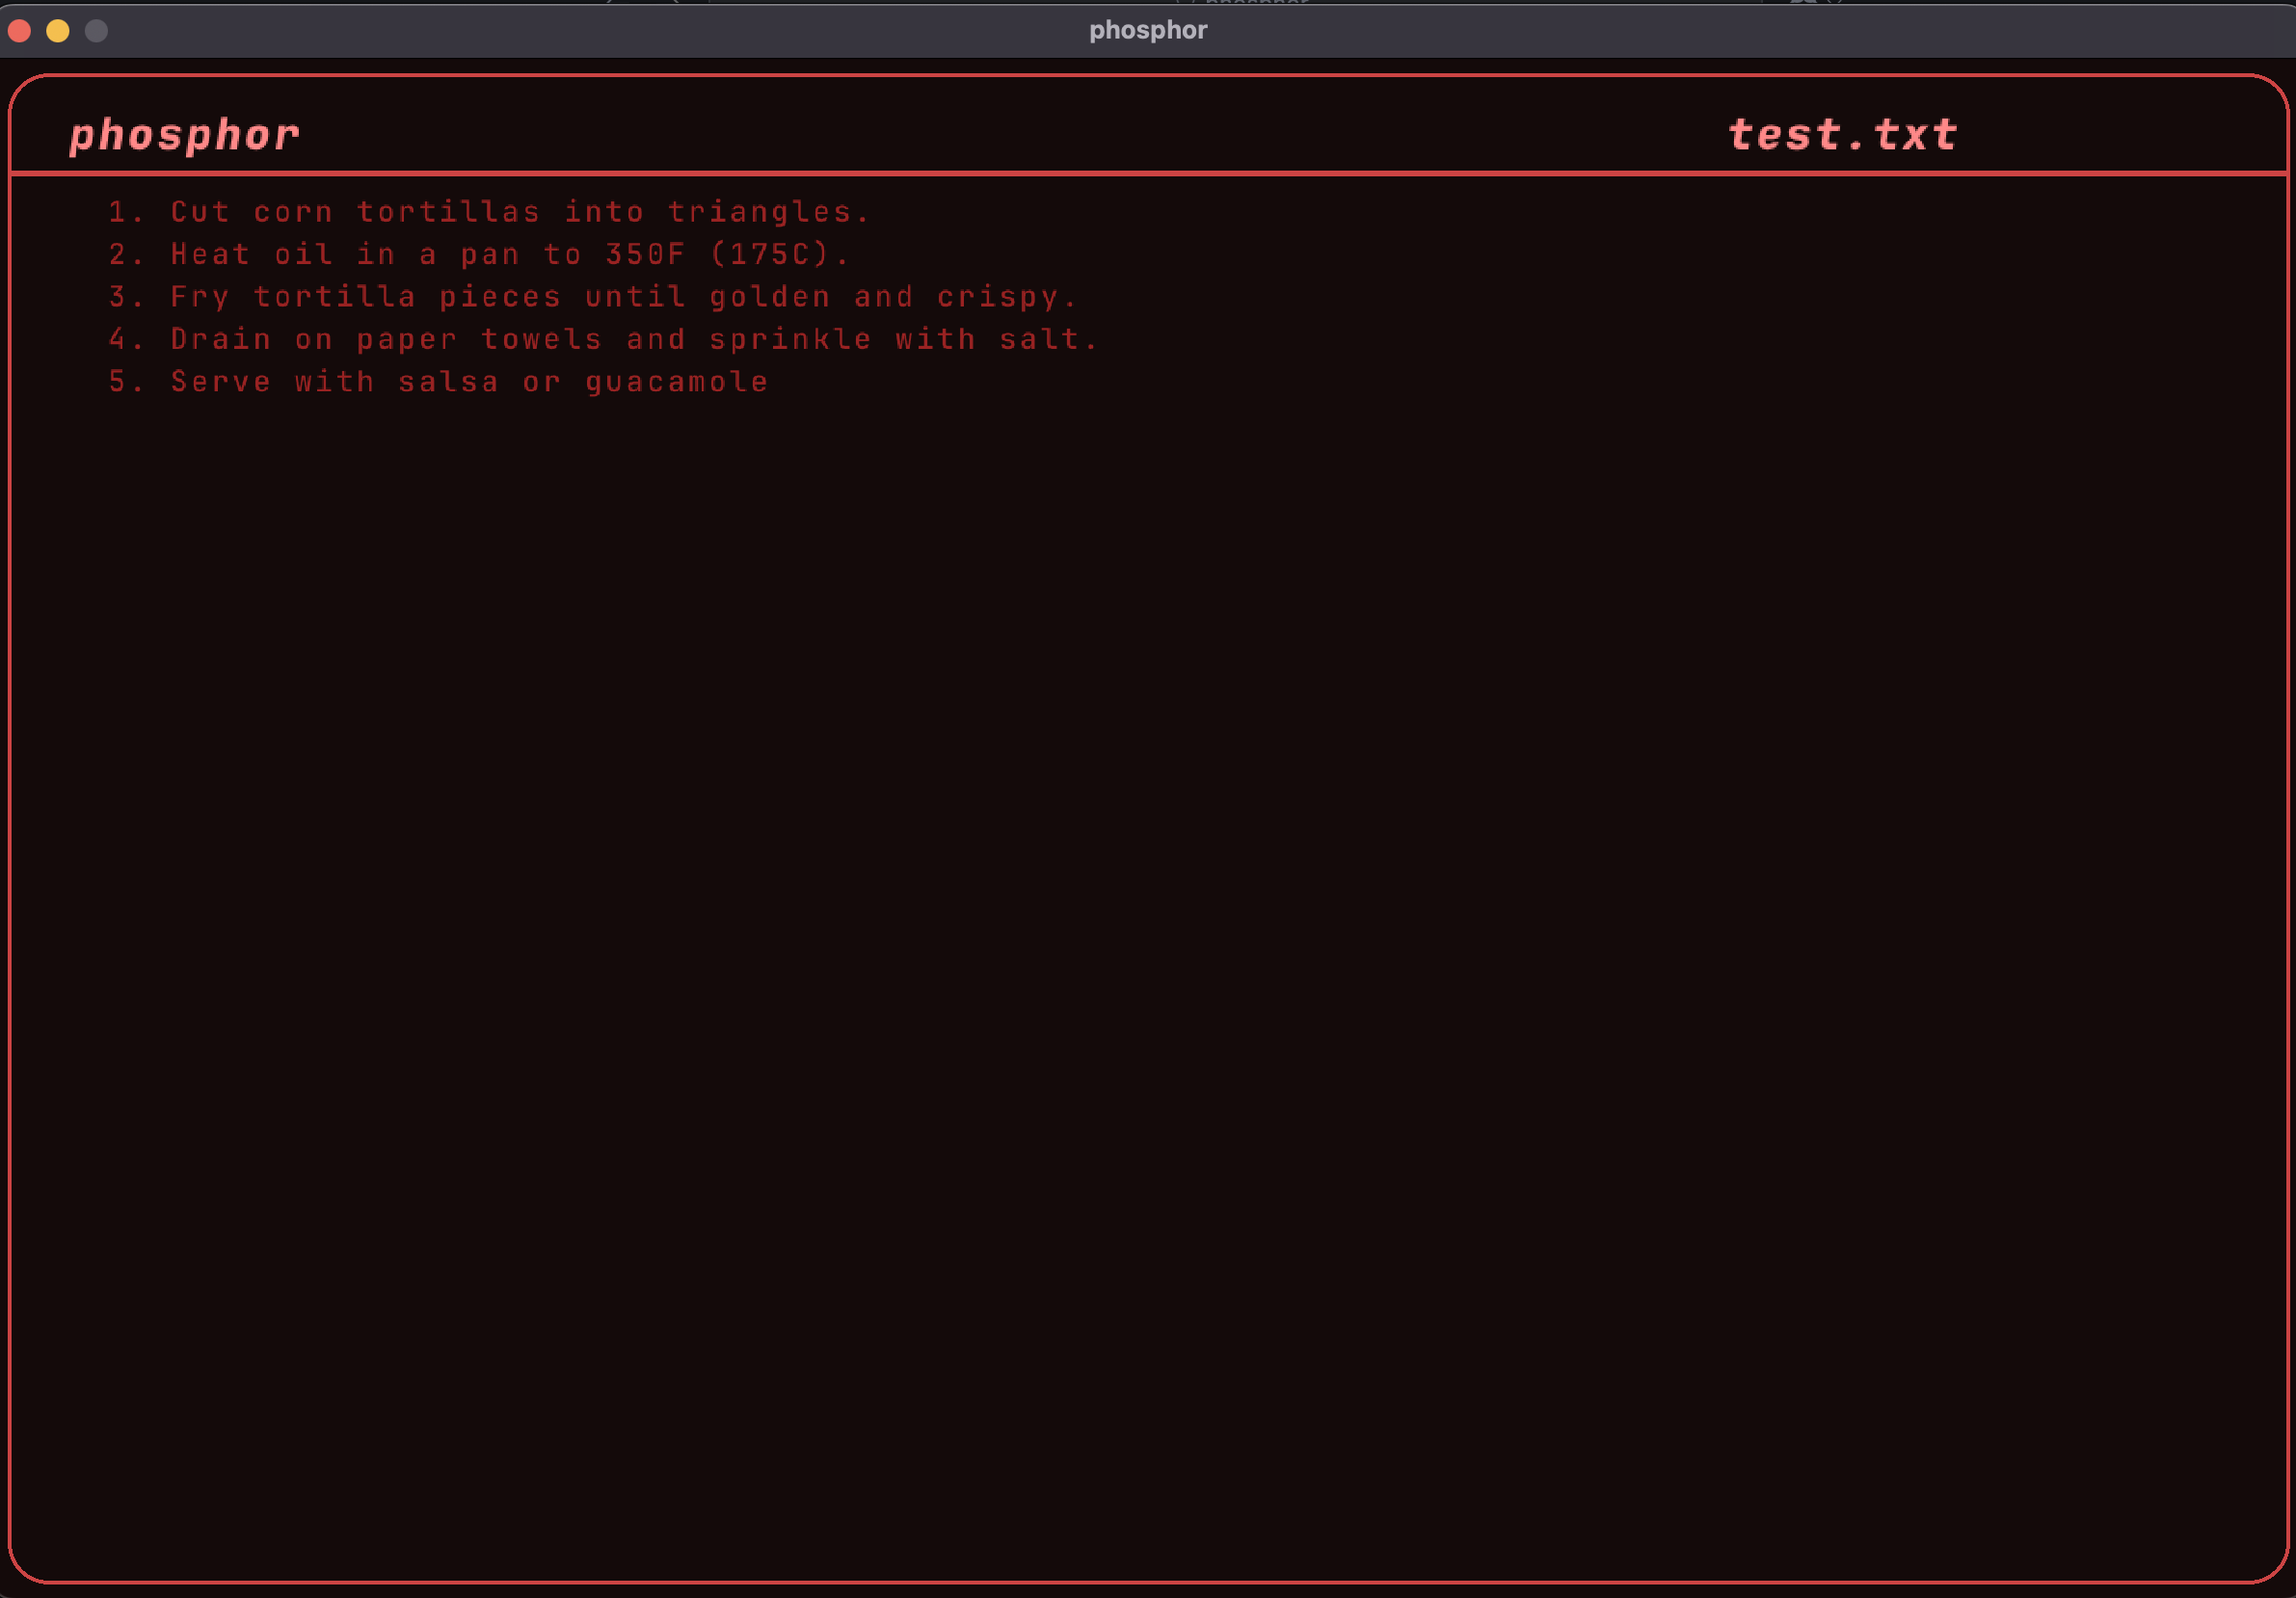 phosphor
phosphor
test.txt
1. Cut corn tortillas into triangles.
2. Heat oil in a pan to 350F (175C).
3. Fry tortilla pieces until golden and crispy.
4. Drain on paper towels and sprinkle with salt.
5. Serve with salsa or guacamole